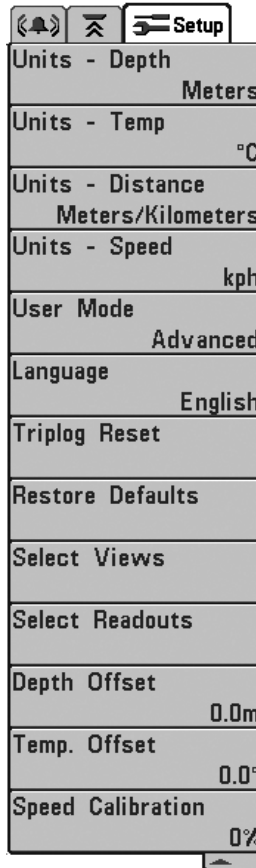 Setup
Units - Depth
Meters
Units - Temp
°C
Units - Distance
Meters/Kilometers
Units - Speed
kph
User Mode
Advanced
Language
English
Triplog Reset
Restore Defaults
Select Views
Select Readouts
Depth Offset
0.0m
Temp. Offset
0.0°
Speed Calibration
0%